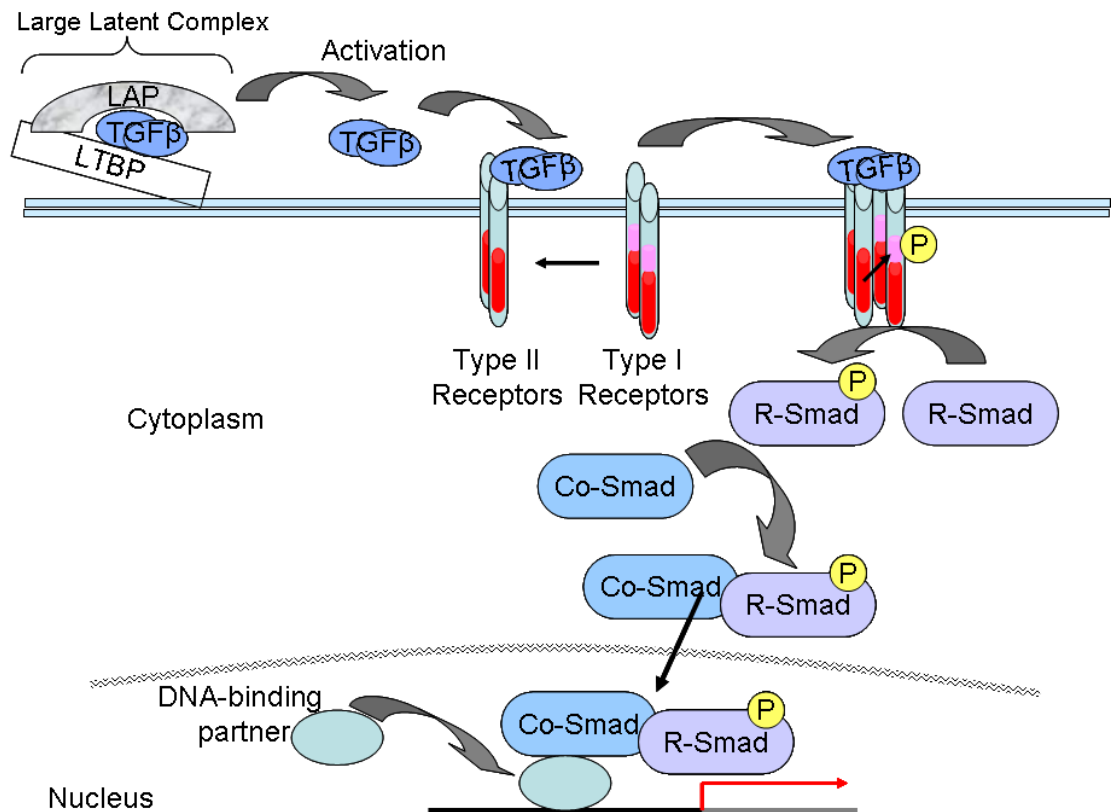 Large Latent Complex
Activation
LAP
TGFβ
LTBP
TGFβ
TGFβ
TGFβ
P
Type II
Receptors
Type I
Receptors
Cytoplasm
P
R-Smad
R-Smad
Co-Smad
P
Co-Smad
R-Smad
DNA-binding
partner
P
Co-Smad
R-Smad
Nucleus